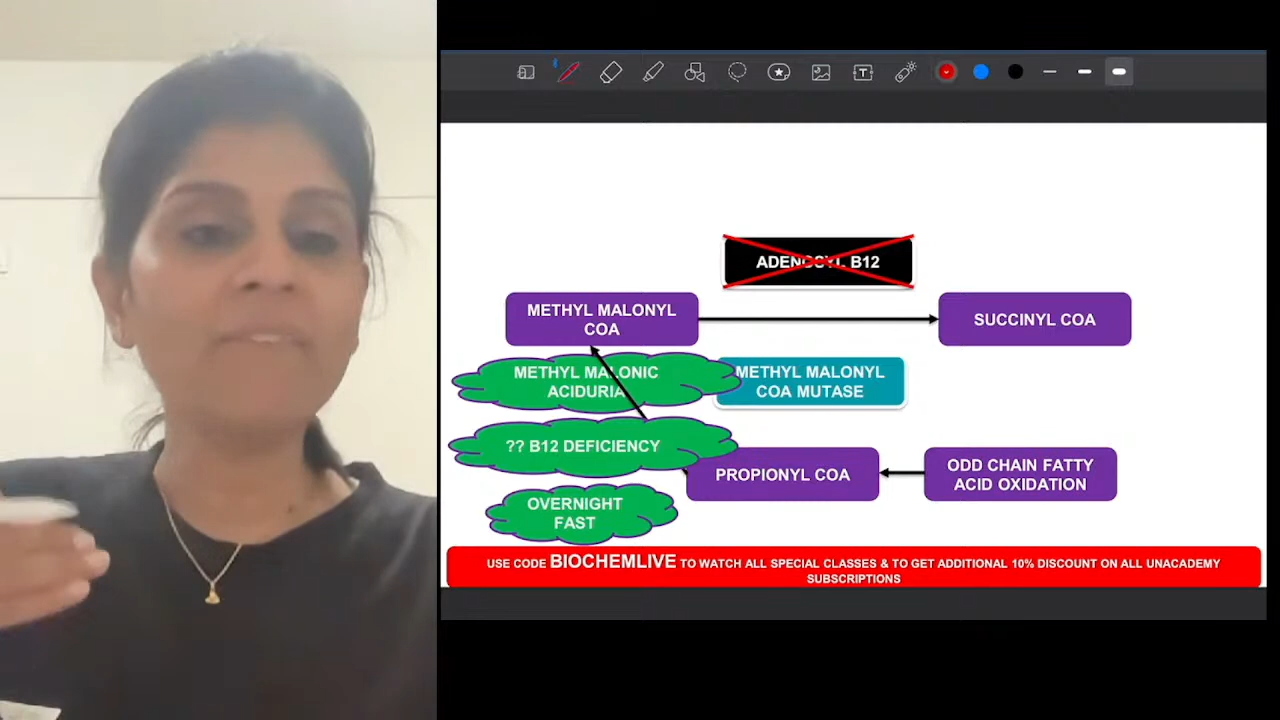 ADENOSYL B12
METHYL MALONYL
COA
SUCCINYL COA
METHYL MALONIC
ACIDURIA
METHYL MALONYL
COA MUTASE
?? B12 DEFICIENCY
PROPIONYL COA
ODD CHAIN FATTY
ACID OXIDATION
OVERNIGHT
FAST
USE CODE BIOCHEMLIVE TO WATCH ALL SPECIAL CLASSES & TO GET ADDITIONAL 10% DISCOUNT ON ALL UNACADEMY
SUBSCRIPTIONS